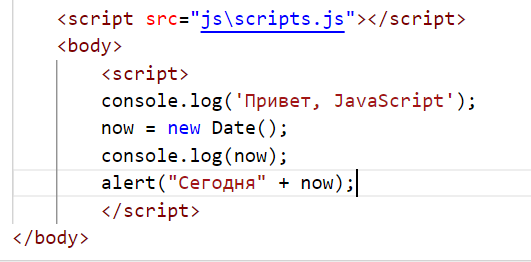 <script src="js\scripts.js"></script>
<body>
<script>
console.log('Привет, JavaScript');
now = new Date();
console.log(now);
alert("Сегодня" + now);
</script>
</body>